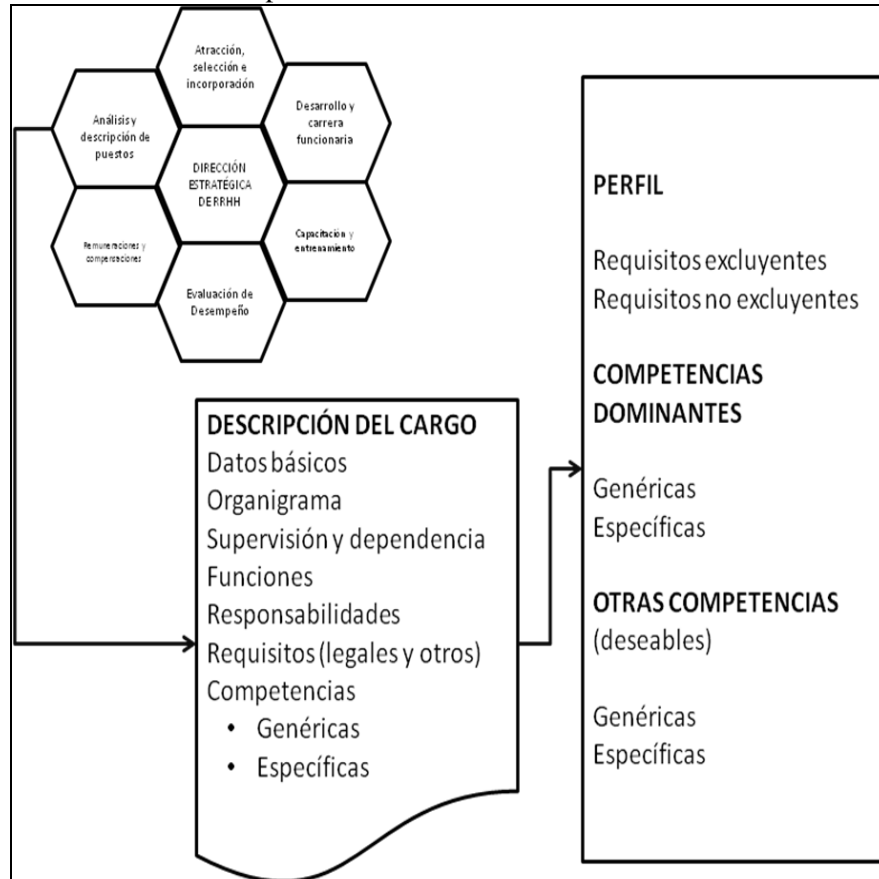 Atracción,
selección e
incorporación
Análisis y
descripción de
puestos
Desarrollo y
carrera
funcionaria
DIRECCIÓN
ESTRATÉGICA
DE RRHH
Remuneraciones y
compensaciones
Capacitación y
entrenamiento
Evaluación de
Desempeño
DESCRIPCIÓN DEL CARGO
Datos básicos
Organigrama
Supervisión y dependencia
Funciones
Responsabilidades
Requisitos (legales y otros)
Competencias
• Genéricas
• Específicas
PERFIL
Requisitos excluyentes
Requisitos no excluyentes
COMPETENCIAS
DOMINANTES
Genéricas
Específicas
OTRAS COMPETENCIAS
(deseables)
Genéricas
Específicas